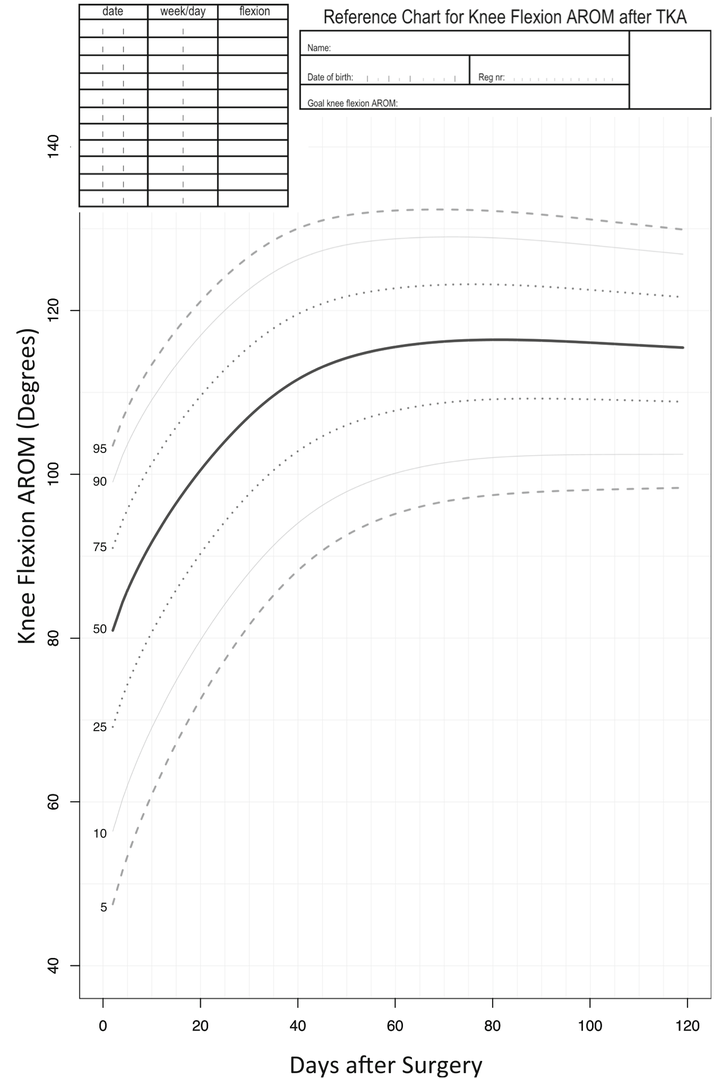 date week/day flexion
Reference Chart for Knee Flexion AROM after TKA
Name:
Date of birth: Reg nr:
Goal knee flexion AROM:
Knee Flexion AROM (Degrees)
140
120
100
80
60
40
95
90
75
50
25
10
5
0 20 40 60 80 100 120
Days after Surgery